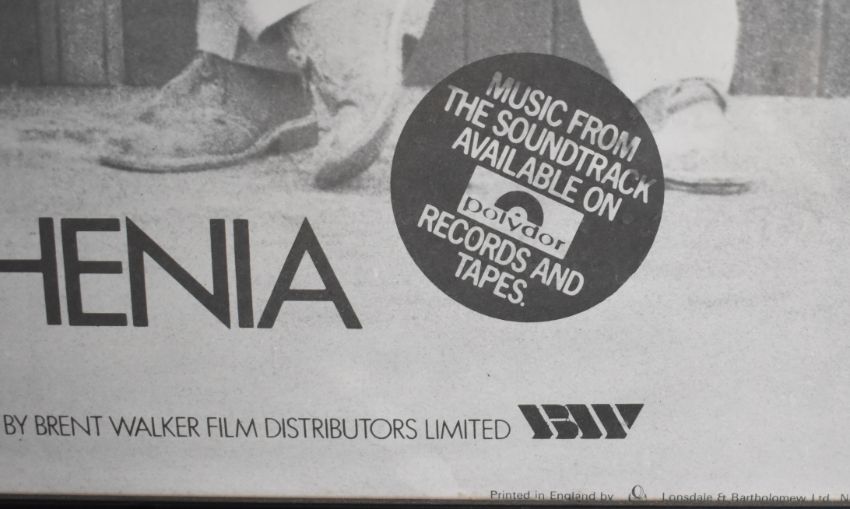 MUSIC FROM
THE SOUNDTRACK
AVAILABLE ON
polydor
RECORDS AND
TAPES.
HENIA
BY BRENT WALKER FILM DISTRIBUTORS LIMITED BW
Printed in England by Lonsdale & Bartholomew Ltd. N